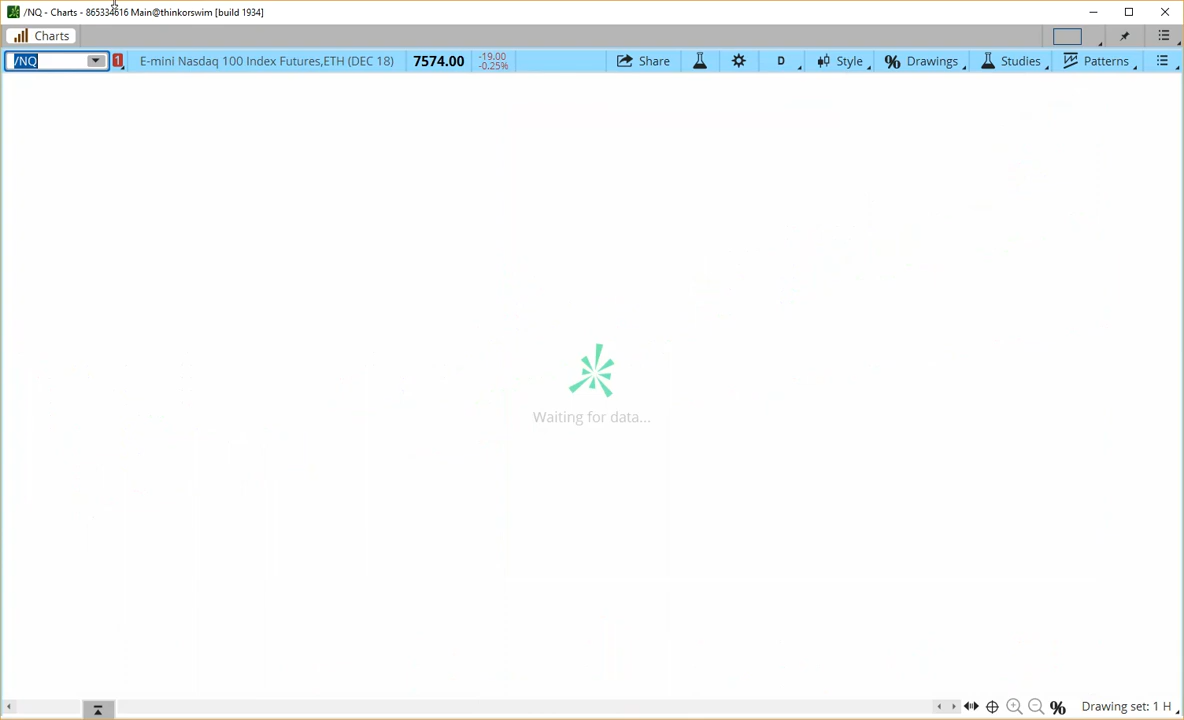 /NQ - Charts - 865334616 Main@thinkorswim [build 1934]
Charts
/NQ 1 E-mini Nasdaq 100 Index Futures,ETH (DEC 18) 7574.00 -19.00 -0.25% Share D Style Drawings Studies Patterns
Waiting for data...
Drawing set: 1 H